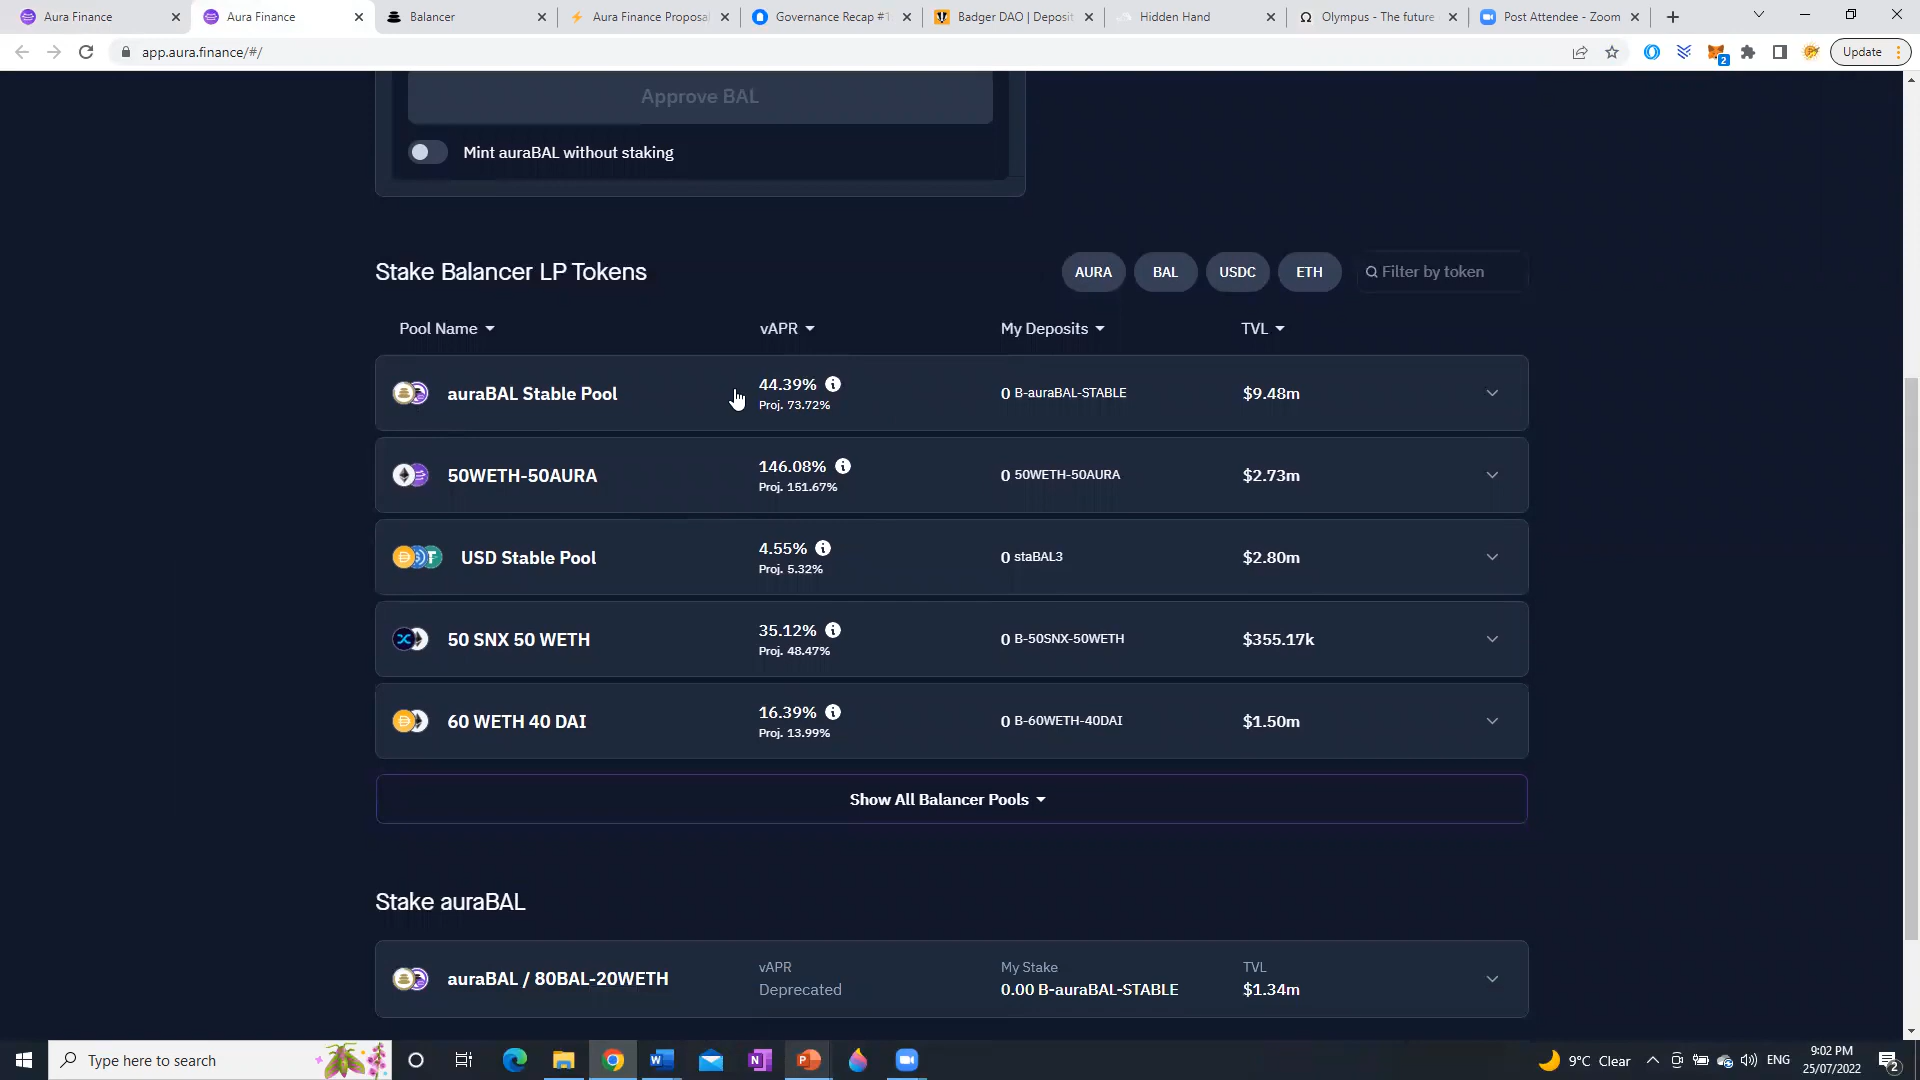 Aura Finance
Aura Finance
Balancer
Aura Finance Proposal
Governance Recap #1
Badger DAO | Deposit
Hidden Hand
Olympus - The future
Post Attendee - Zoom
app.aura.finance/#/
2
Update
Approve BAL
Mint auraBAL without staking
Stake Balancer LP Tokens
AURA
BAL
USDC
ETH
Filter by token
Pool Name
vAPR
My Deposits
TVL
auraBAL Stable Pool
44.39%
Proj. 73.72%
0 B-auraBAL-STABLE
$9.48m
50WETH-50AURA
146.08%
Proj. 151.67%
0 50WETH-50AURA
$2.73m
USD Stable Pool
4.55%
Proj. 5.32%
0 staBAL3
$2.80m
50 SNX 50 WETH
35.12%
Proj. 48.47%
0 B-50SNX-50WETH
$355.17k
60 WETH 40 DAI
16.39%
Proj. 13.99%
0 B-60WETH-40DAI
$1.50m
Show All Balancer Pools
Stake auraBAL
auraBAL / 80BAL-20WETH
vAPR
Deprecated
My Stake
0.00 B-auraBAL-STABLE
TVL
$1.34m
Type here to search
9°C Clear
ENG
9:02 PM
25/07/2022
2